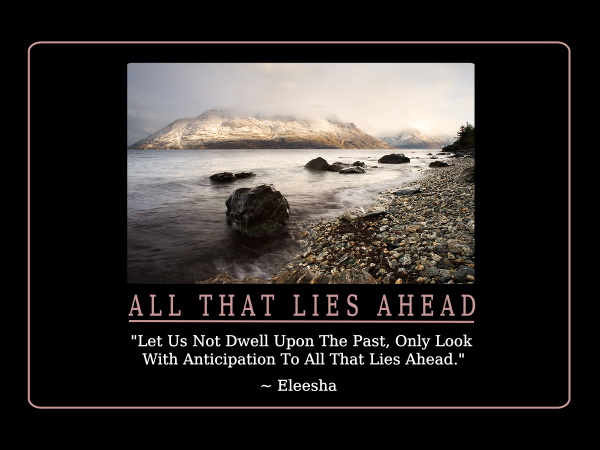 ALL THAT LIES AHEAD
"Let Us Not Dwell Upon The Past, Only Look
With Anticipation To All That Lies Ahead."
~ Eleesha